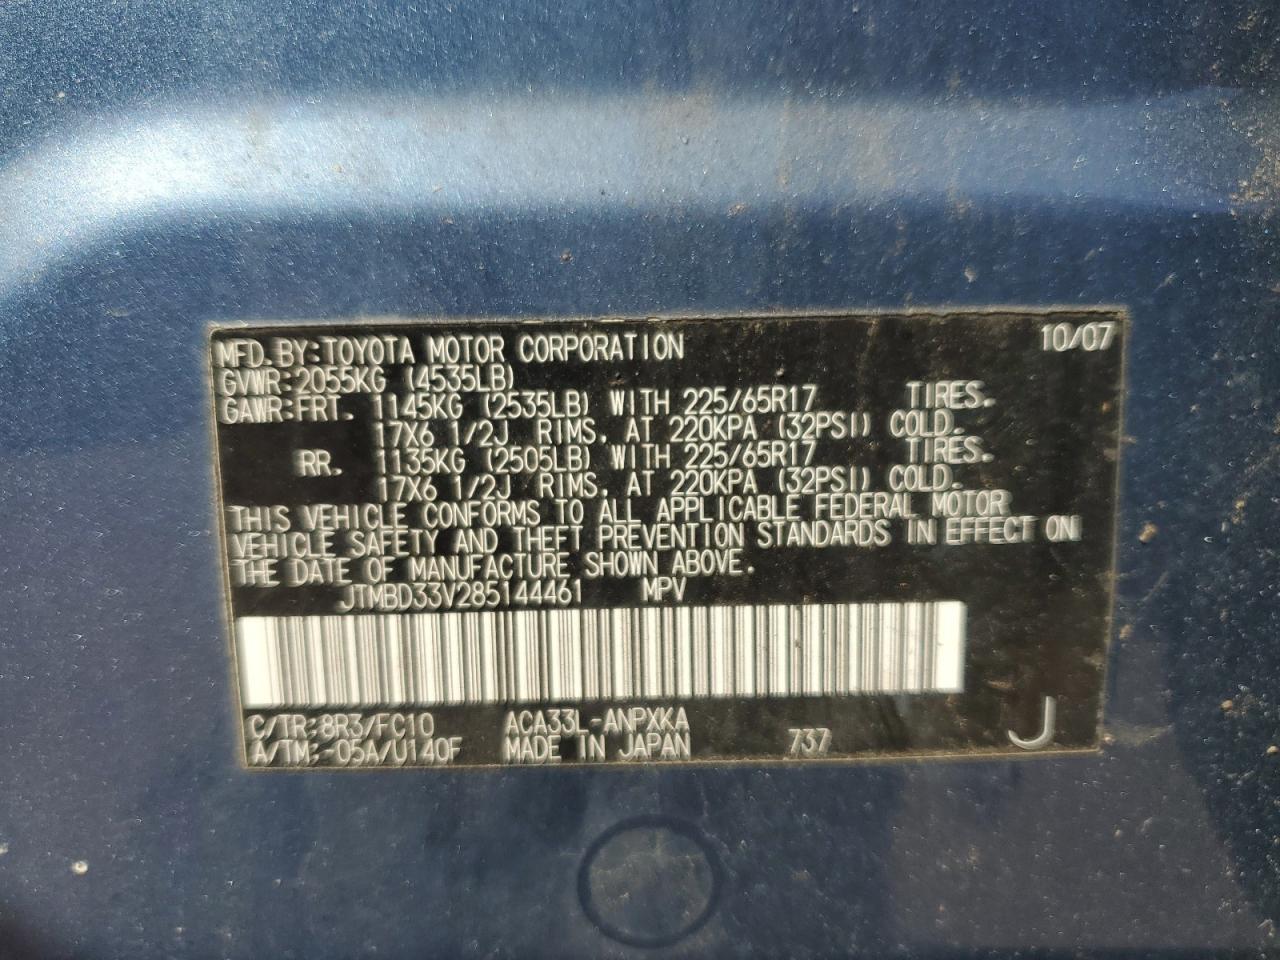 MFD. BY: TOYOTA MOTOR CORPORATION 10/07
GVWR: 2055KG (4535LB)
GAWR: FRT. 1145KG (2535LB) WITH 225/65R17 TIRES.
17X6 1/2J RIMS. AT 220KPA (32PSI) COLD.
RR. 1135KG (2505LB) WITH 225/65R17 TIRES.
17X6 1/2J RIMS. AT 220KPA (32PSI) COLD.
THIS VEHICLE CONFORMS TO ALL APPLICABLE FEDERAL MOTOR
VEHICLE SAFETY AND THEFT PREVENTION STANDARDS IN EFFECT ON
THE DATE OF MANUFACTURE SHOWN ABOVE.
JTMBD33V285144461 MPV
C/TR: 8R3/FC10 ACA33L-ANPXKA
A/TM: -05A/U140F MADE IN JAPAN 737 J